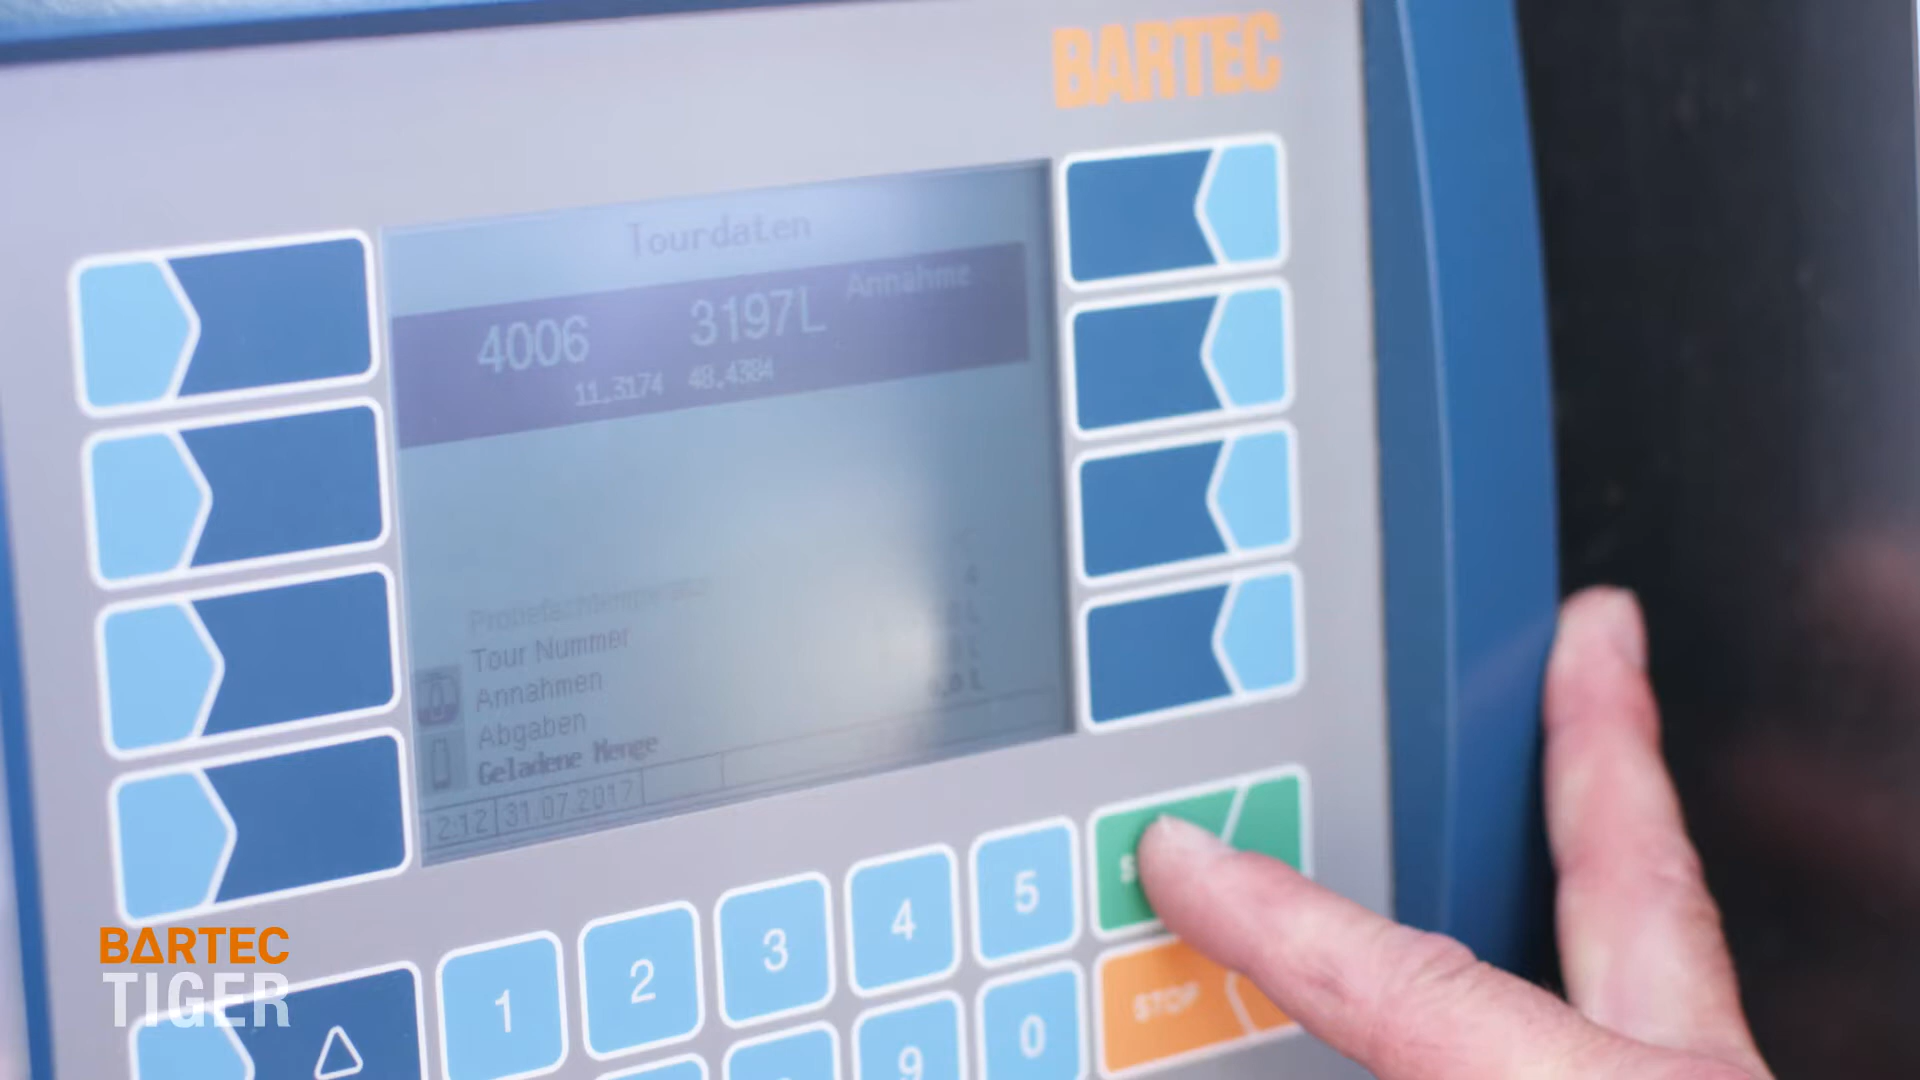 BARTEC
Tourdaten
4006 3197L Annahme
11.3174 48.4384
Tour Nummer
Annahmen
Abgaben
Geladene Menge
12:12 31.07.2017
1 2 3 4 5
9 0 STOP
BARTEC
TIGER